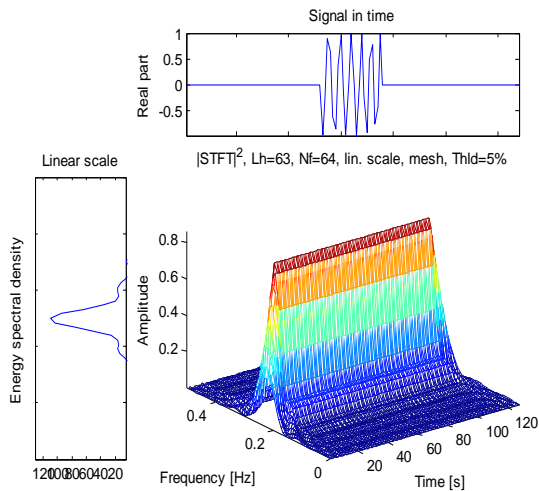 Signal in time
Real part
1
0.5
0
-0.5
|STFT|², Lh=63, Nf=64, lin. scale, mesh, Thld=5%
Linear scale
Energy spectral density
120100806040 20
Amplitude
0.8
0.6
0.4
0.2
0.4
0.2
0
Frequency [Hz]
20
40
60
80
100
120
Time [s]